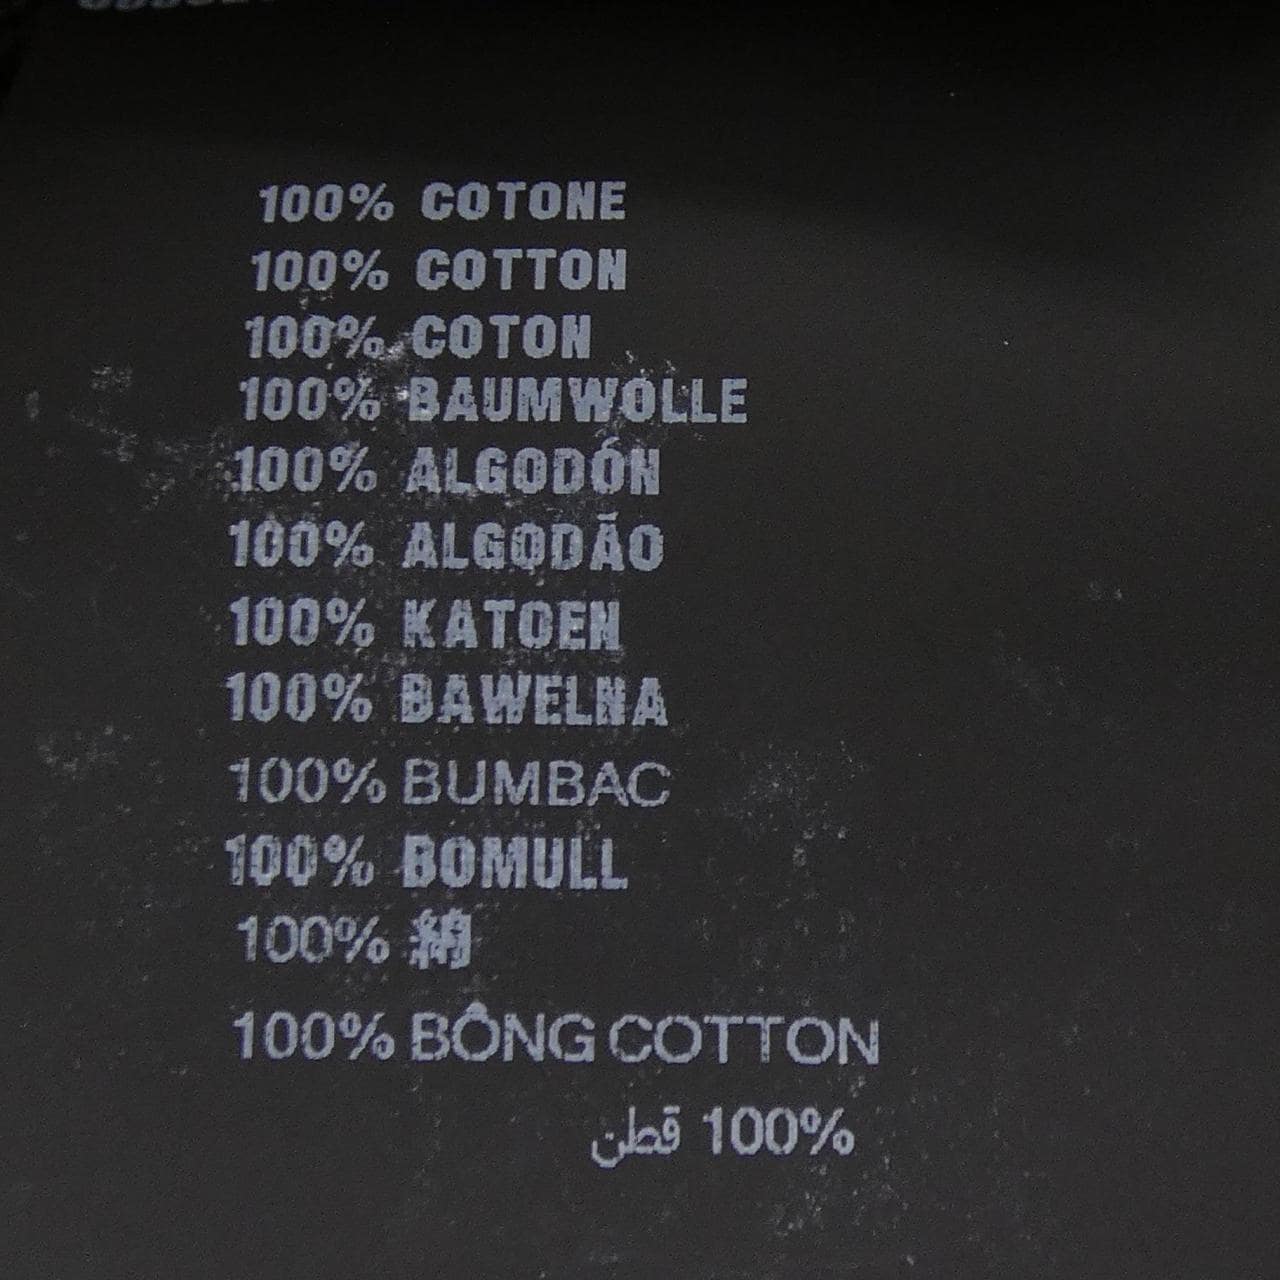 100% COTONE
100% COTTON
100% COTON
100% BAUMWOLLE
100% ALGODÓN
100% ALGODÃO
100% KATOEN
100% BAWELNA
100% BUMBAC
100% BOMULL
100% 綿
100% BÔNG COTTON
100% قطن